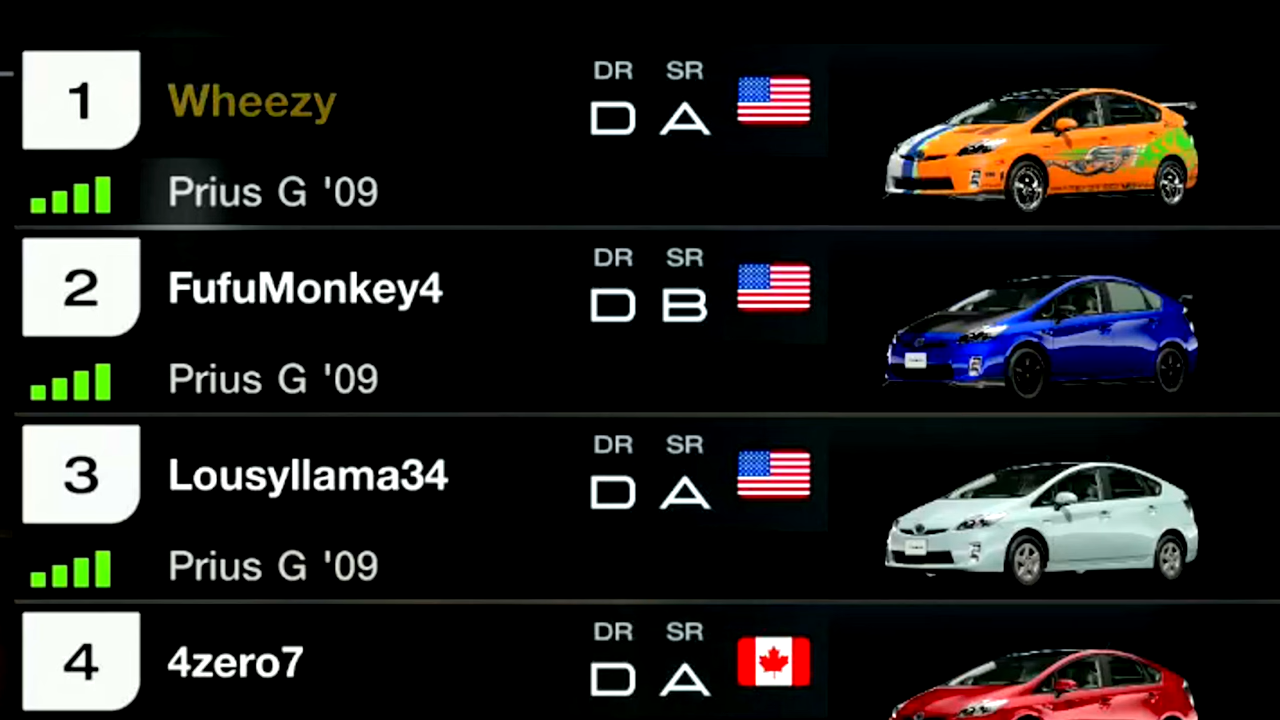 1 Wheezy DR SR
D A
Prius G '09
2 FufuMonkey4 DR SR
D B
Prius G '09
3 Lousyllama34 DR SR
D A
Prius G '09
4 4zero7 DR SR
D A